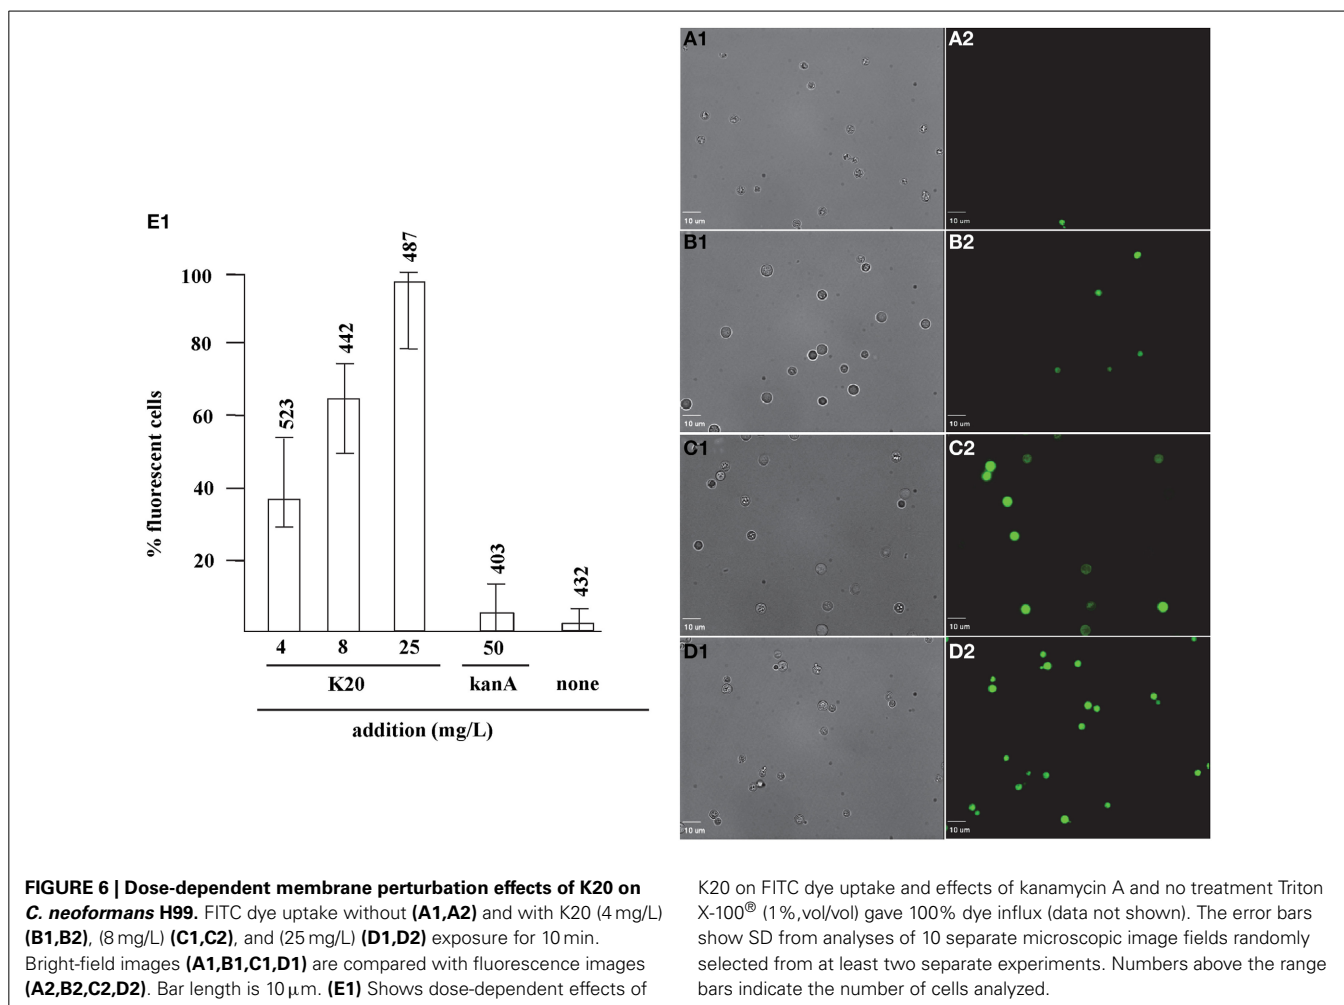 E1
100
80
60
40
20
% fluorescent cells
523
442
487
403
432
4 8 25 50
K20 kanA none
addition (mg/L)
A1 A2
10 um 10 um
B1 B2
10 um 10 um
C1 C2
10 um 10 um
D1 D2
10 um 10 um
FIGURE 6 | Dose-dependent membrane perturbation effects of K20 on
C. neoformans H99. FITC dye uptake without (A1,A2) and with K20 (4 mg/L)
(B1,B2), (8 mg/L) (C1,C2), and (25 mg/L) (D1,D2) exposure for 10 min.
Bright-field images (A1,B1,C1,D1) are compared with fluorescence images
(A2,B2,C2,D2). Bar length is 10 μm. (E1) Shows dose-dependent effects of
K20 on FITC dye uptake and effects of kanamycin A and no treatment Triton
X-100® (1%,vol/vol) gave 100% dye influx (data not shown). The error bars
show SD from analyses of 10 separate microscopic image fields randomly
selected from at least two separate experiments. Numbers above the range
bars indicate the number of cells analyzed.